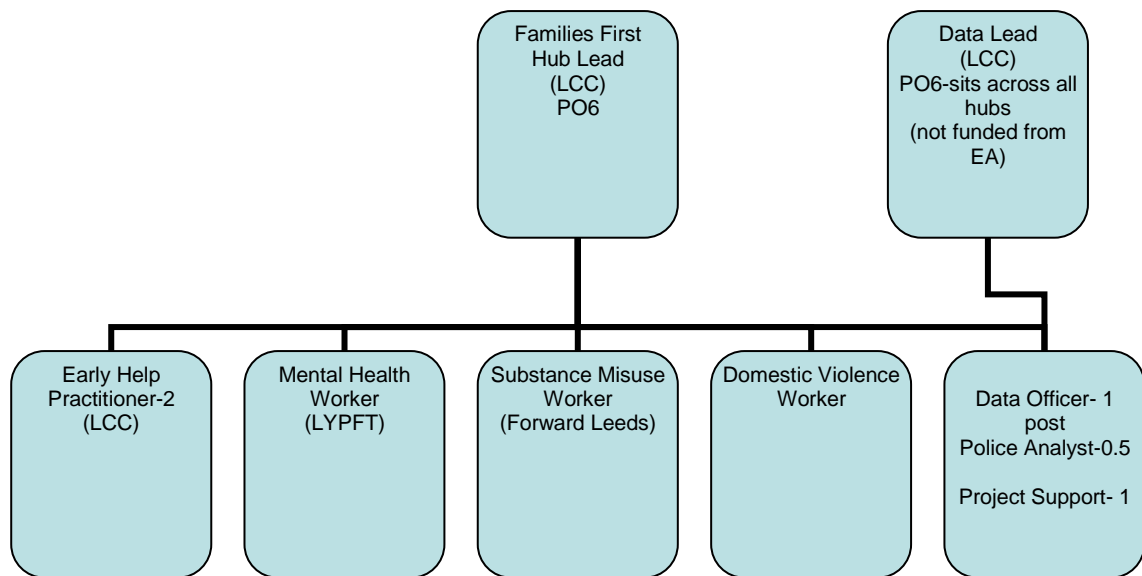 Families First
Hub Lead
(LCC)
PO6
Data Lead
(LCC)
PO6-sits across all
hubs
(not funded from
EA)
Early Help
Practitioner-2
(LCC)
Mental Health
Worker
(LYPFT)
Substance Misuse
Worker
(Forward Leeds)
Domestic Violence
Worker
Data Officer- 1
post
Police Analyst-0.5
Project Support- 1